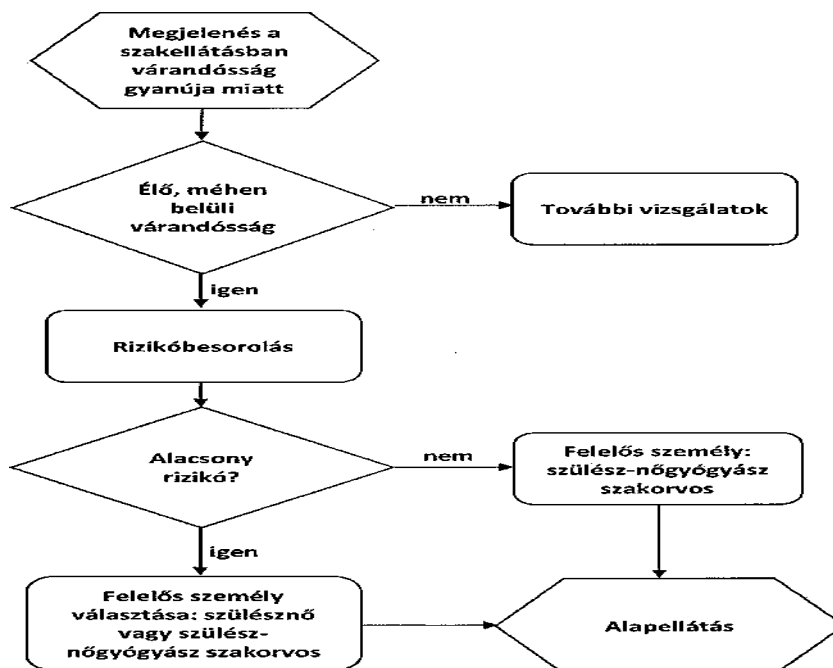 Megjelenés a
szakellátásban
várandósság
gyanúja miatt
Élő, méhen
belüli
várandósság
nem
További vizsgálatok
igen
Rizikóbesorolás
Alacsony
rizikó?
nem
Felelős személy:
szülész-nőgyógyász
szakorvos
igen
Felelős személy
választása: szülésznő
vagy szülész-
nőgyógyász szakorvos
Alapellátás